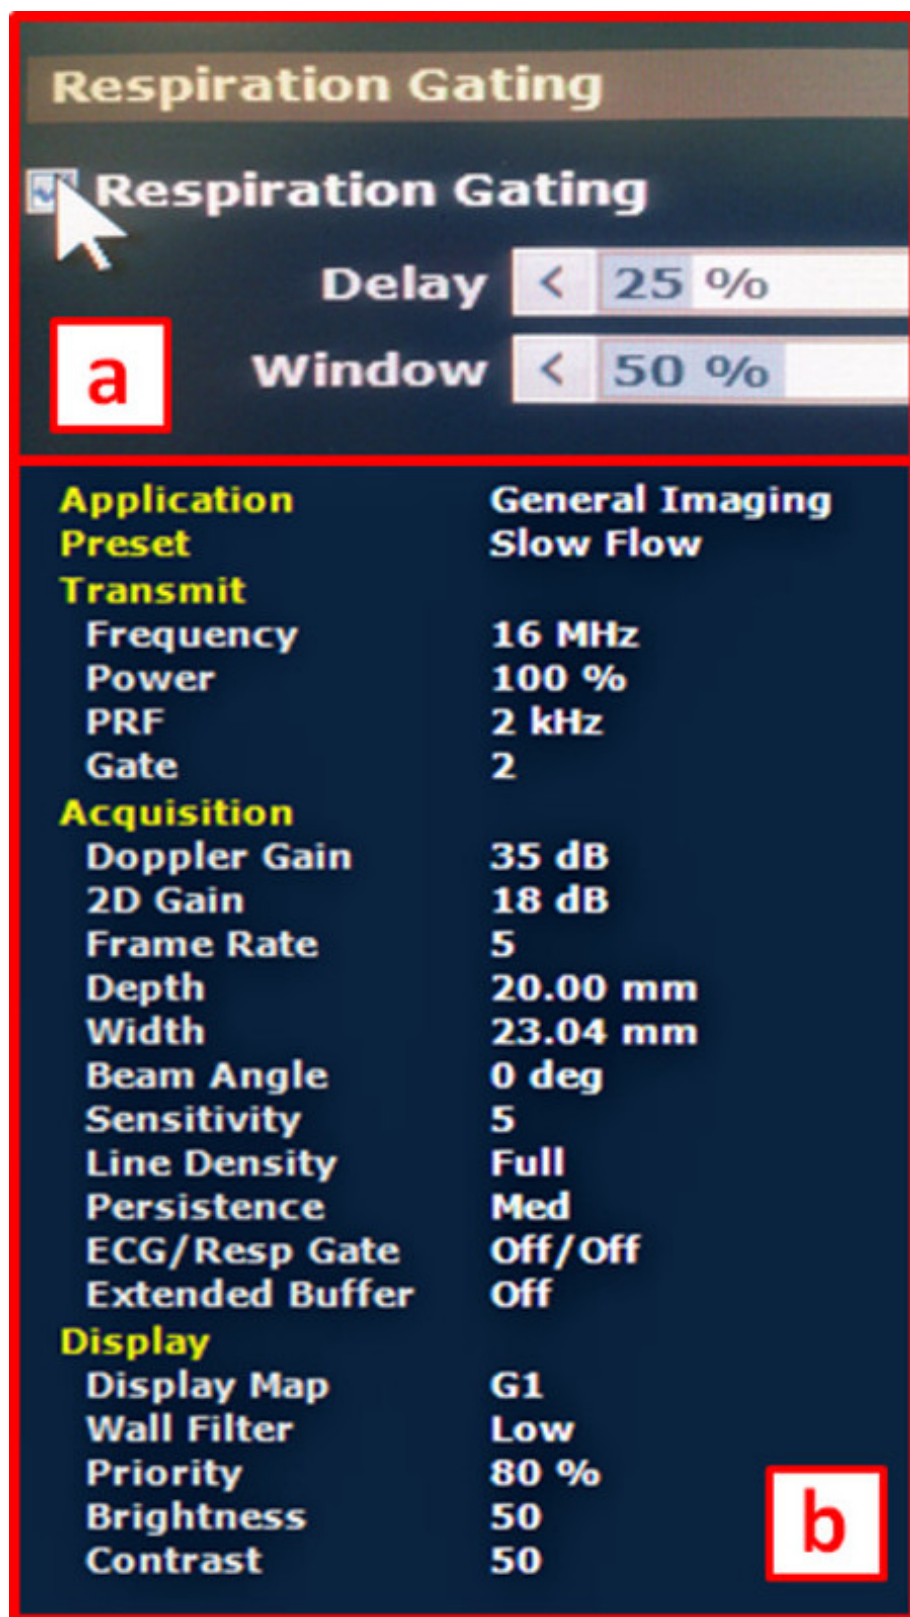 Respiration Gating
Respiration Gating
Delay < 25 %
Window < 50 %
a
Application General Imaging
Preset Slow Flow
Transmit
Frequency 16 MHz
Power 100 %
PRF 2 kHz
Gate 2
Acquisition
Doppler Gain 35 dB
2D Gain 18 dB
Frame Rate 5
Depth 20.00 mm
Width 23.04 mm
Beam Angle 0 deg
Sensitivity 5
Line Density Full
Persistence Med
ECG/Resp Gate Off/Off
Extended Buffer Off
Display
Display Map G1
Wall Filter Low
Priority 80 %
Brightness 50
Contrast 50
b